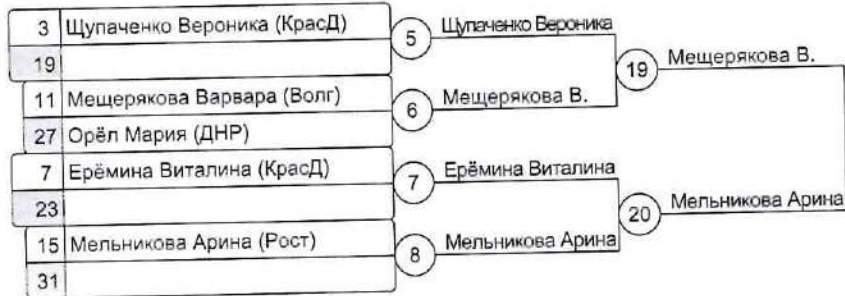 3 Щупаченко Вероника (КрасД)
19
11 Мещерякова Варвара (Волг)
27 Орёл Мария (ДНР)
7 Ерёмина Виталина (КрасД)
23
15 Мельникова Арина (Рост)
31
5 Щупаченко Вероника
6 Мещерякова В.
7 Ерёмина Виталина
8 Мельникова Арина
19 Мещерякова В.
20 Мельникова Арина